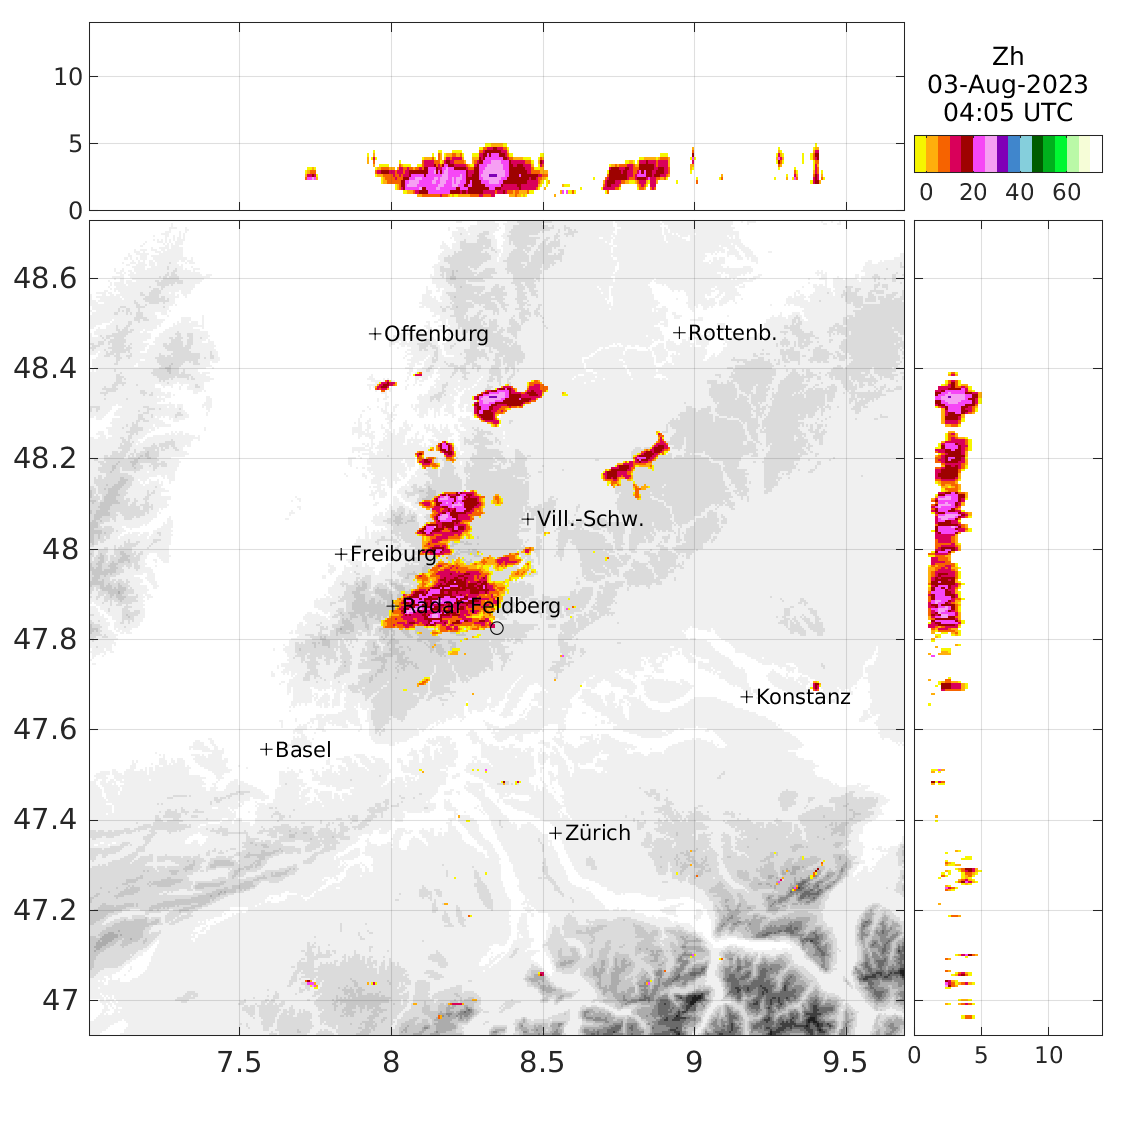 Zh
03-Aug-2023
04:05 UTC
0 20 40 60
10
5
0
48.6
48.4
48.2
48
47.8
47.6
47.4
47.2
47
Offenburg
Rottenb.
Vill.-Schw.
Freiburg
Radar Feldberg
Konstanz
Basel
Zürich
7.5 8 8.5 9 9.5
0 5 10